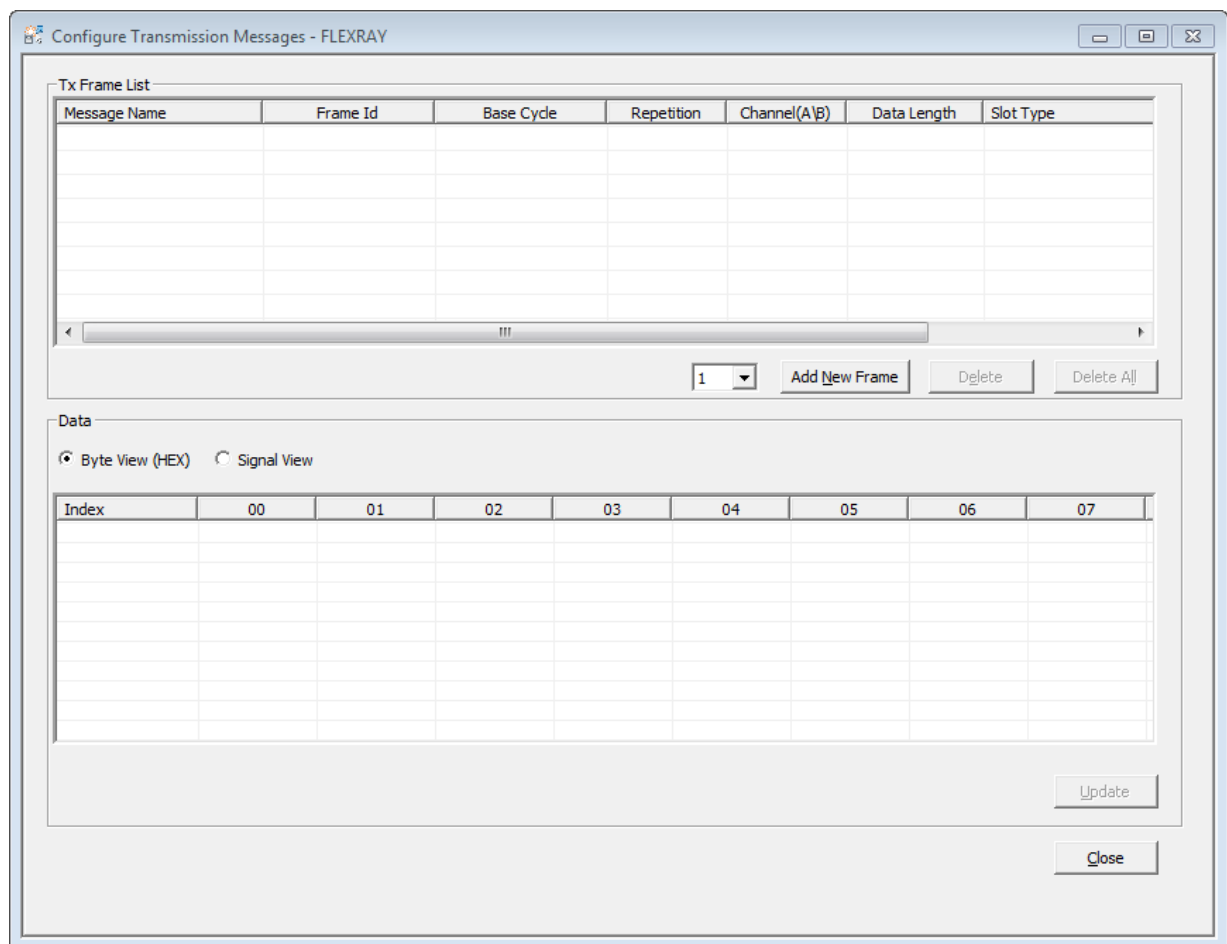 Configure Transmission Messages - FLEXRAY
Tx Frame List
Message Name Frame Id Base Cycle Repetition Channel(A\B) Data Length Slot Type
1 Add New Frame Delete Delete All
Data
Byte View (HEX) Signal View
Index 00 01 02 03 04 05 06 07
Update
Close